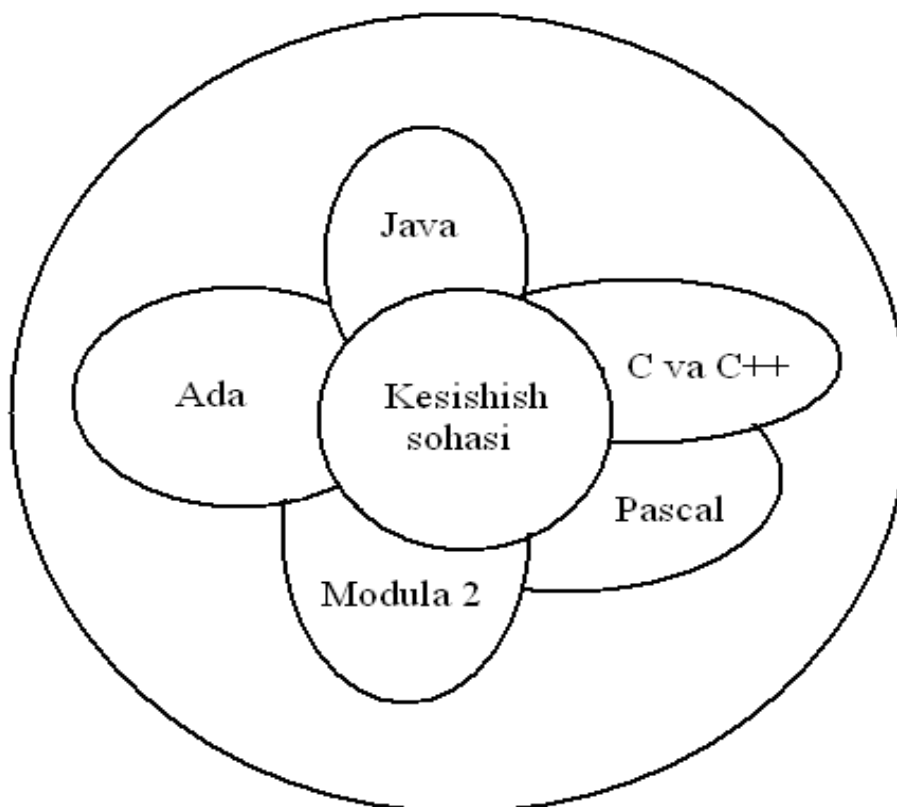 Java
C va C++
Ada
Kesishish
sohasi
Pascal
Modula 2